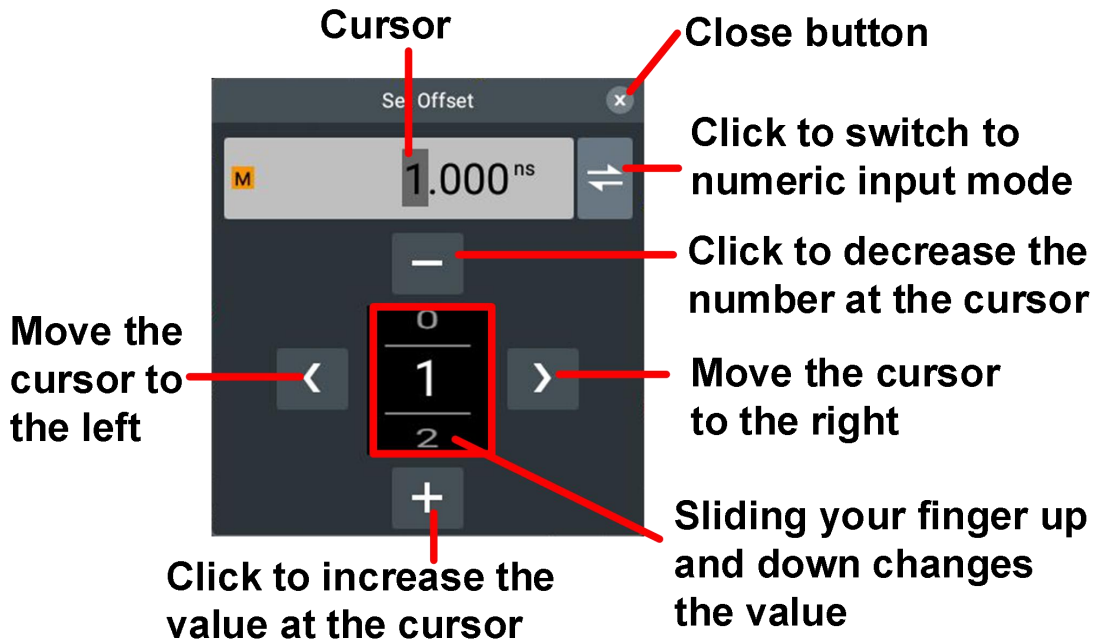 Cursor
Close button
Set Offset
x
Click to switch to
numeric input mode
M
1.000 ns
−
Click to decrease the
number at the cursor
Move the
cursor to
the left
0
❮
1
❯
2
Move the cursor
to the right
+
Sliding your finger up
and down changes
the value
Click to increase the
value at the cursor